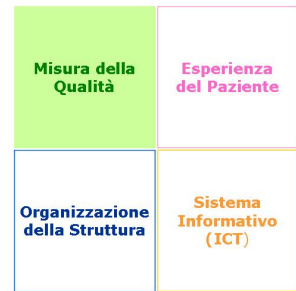 Misura della
Qualità
Esperienza
del Paziente
Organizzazione
della Struttura
Sistema
Informativo
(ICT)